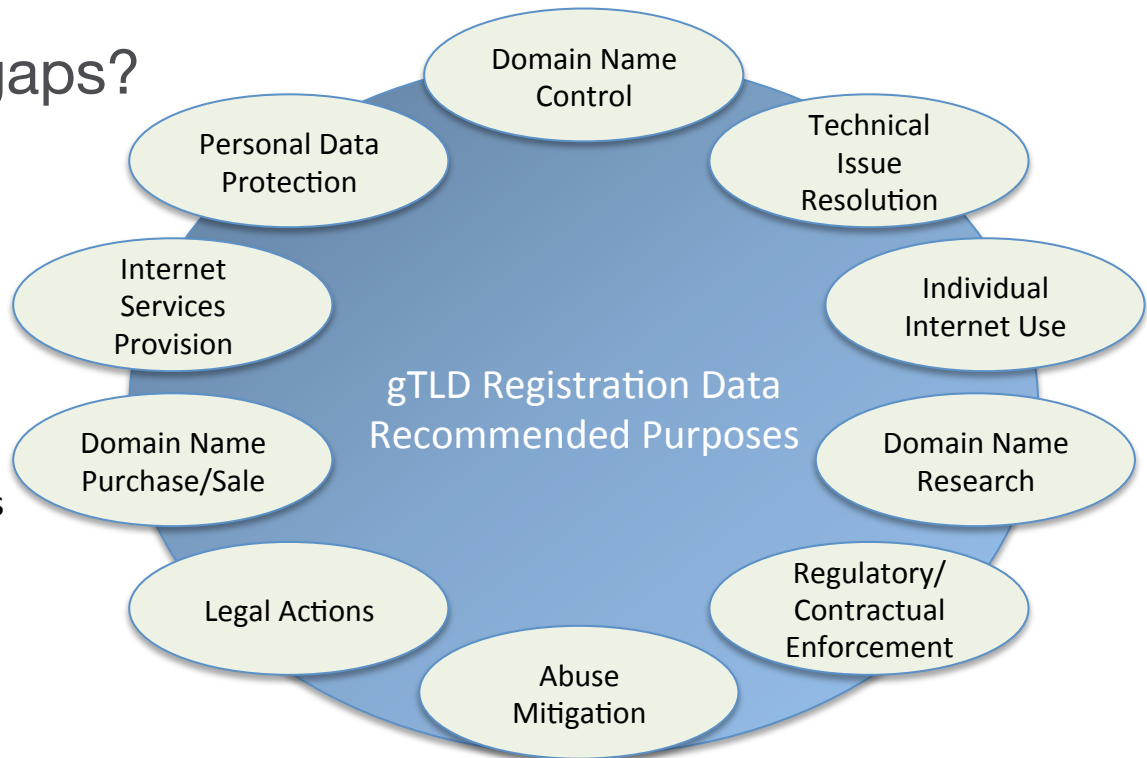 gaps?
Domain Name
Control
Technical
Issue
Resolution
Individual
Internet Use
Domain Name
Research
Regulatory/
Contractual
Enforcement
Abuse
Mitigation
Legal Actions
Domain Name
Purchase/Sale
Internet
Services
Provision
Personal Data
Protection
gTLD Registration Data
Recommended Purposes
s